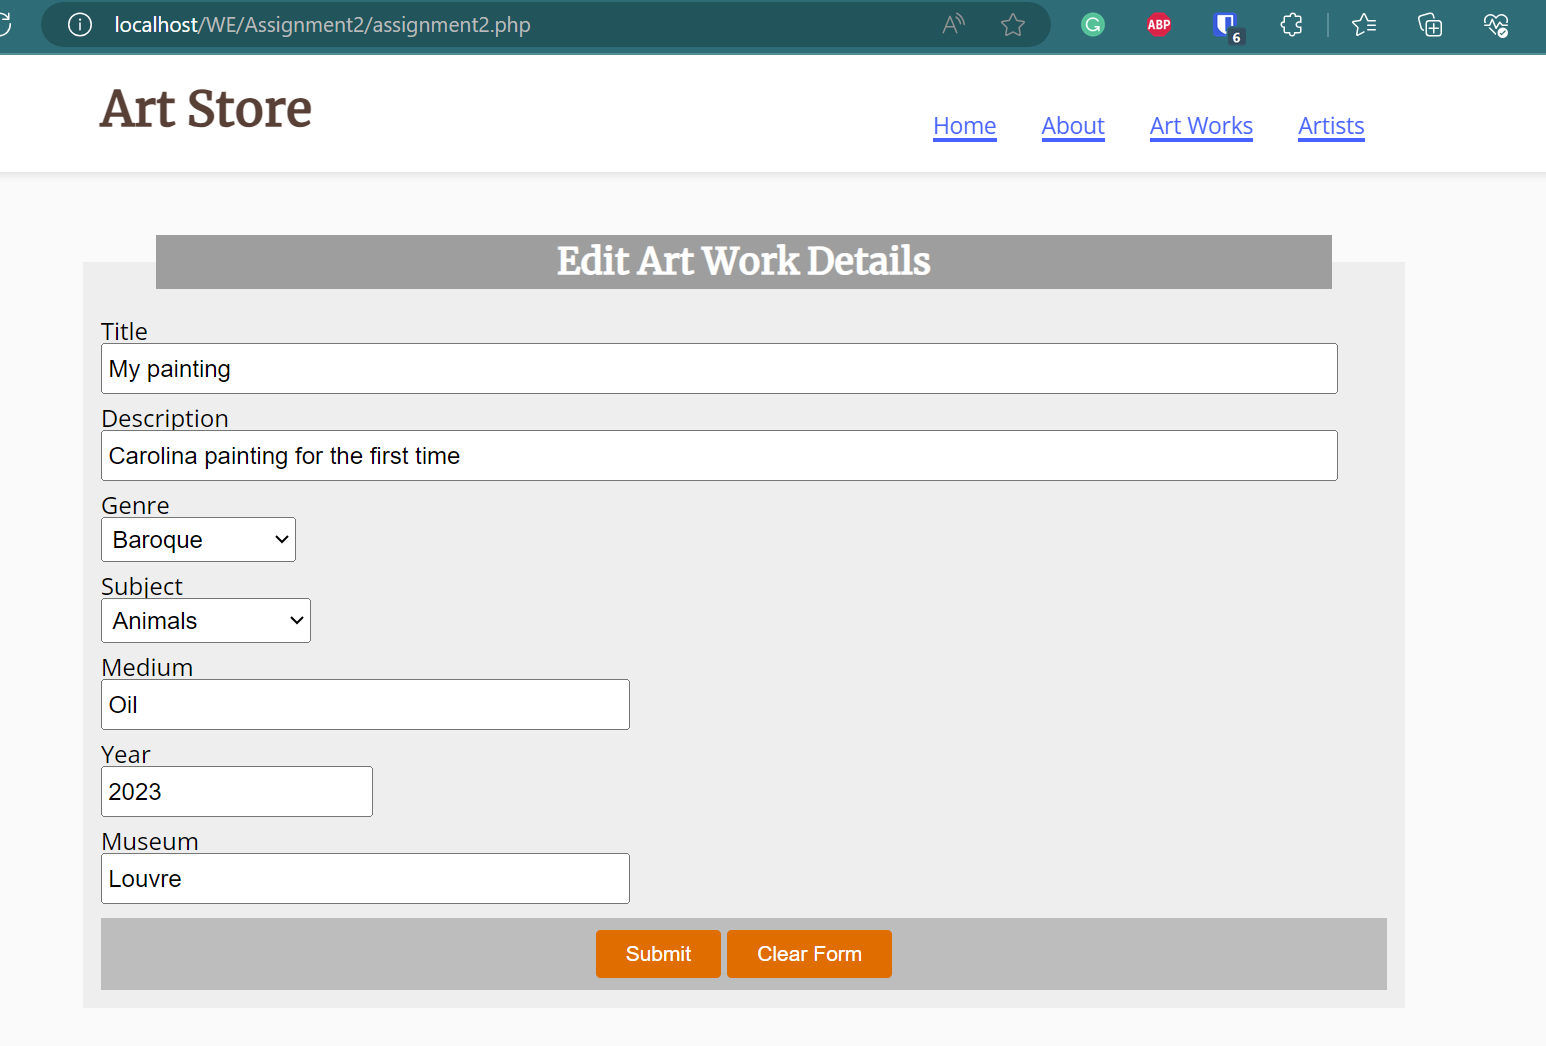 localhost/WE/Assignment2/assignment2.php
ABP
6
Art Store
Home About Art Works Artists
Edit Art Work Details
Title
My painting
Description
Carolina painting for the first time
Genre
Baroque
Subject
Animals
Medium
Oil
Year
2023
Museum
Louvre
Submit Clear Form